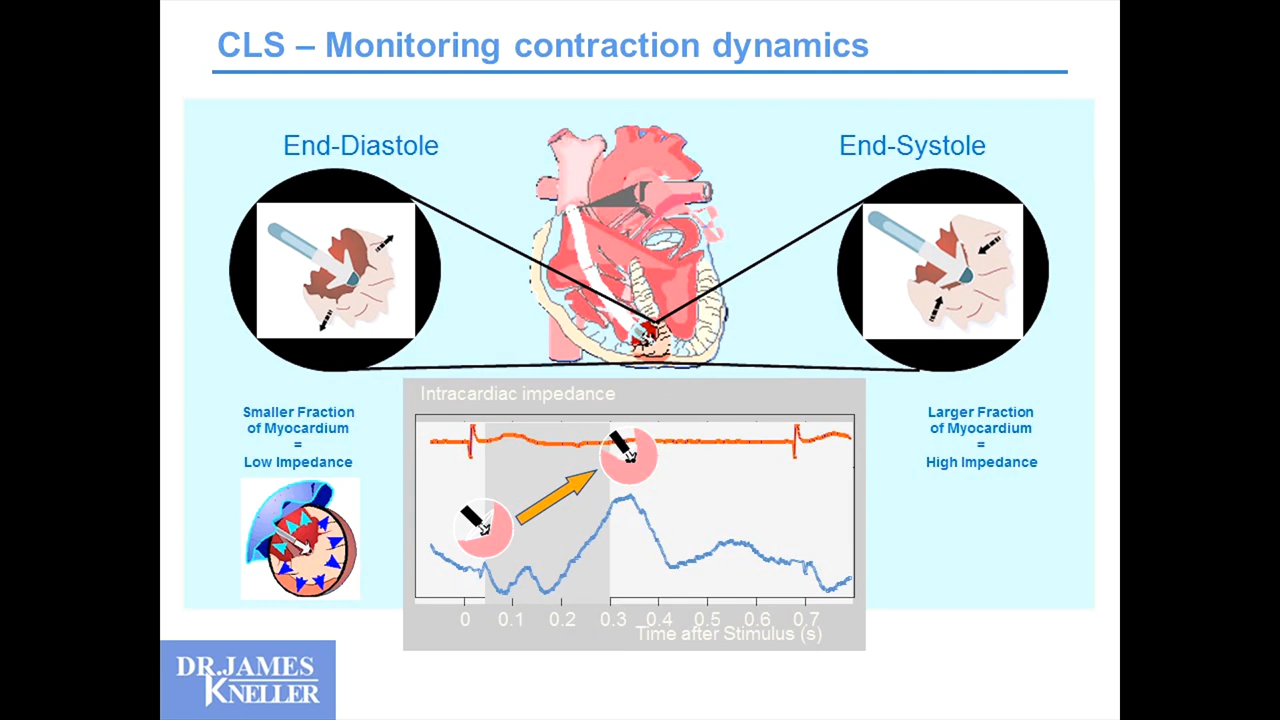 CLS – Monitoring contraction dynamics
End-Diastole
End-Systole
Smaller Fraction
of Myocardium
=
Low Impedance
Larger Fraction
of Myocardium
=
High Impedance
Intracardiac impedance
0 0.1 0.2 0.3 0.4 0.5 0.6 0.7
Time after Stimulus (s)
DR.JAMES
KNELLER